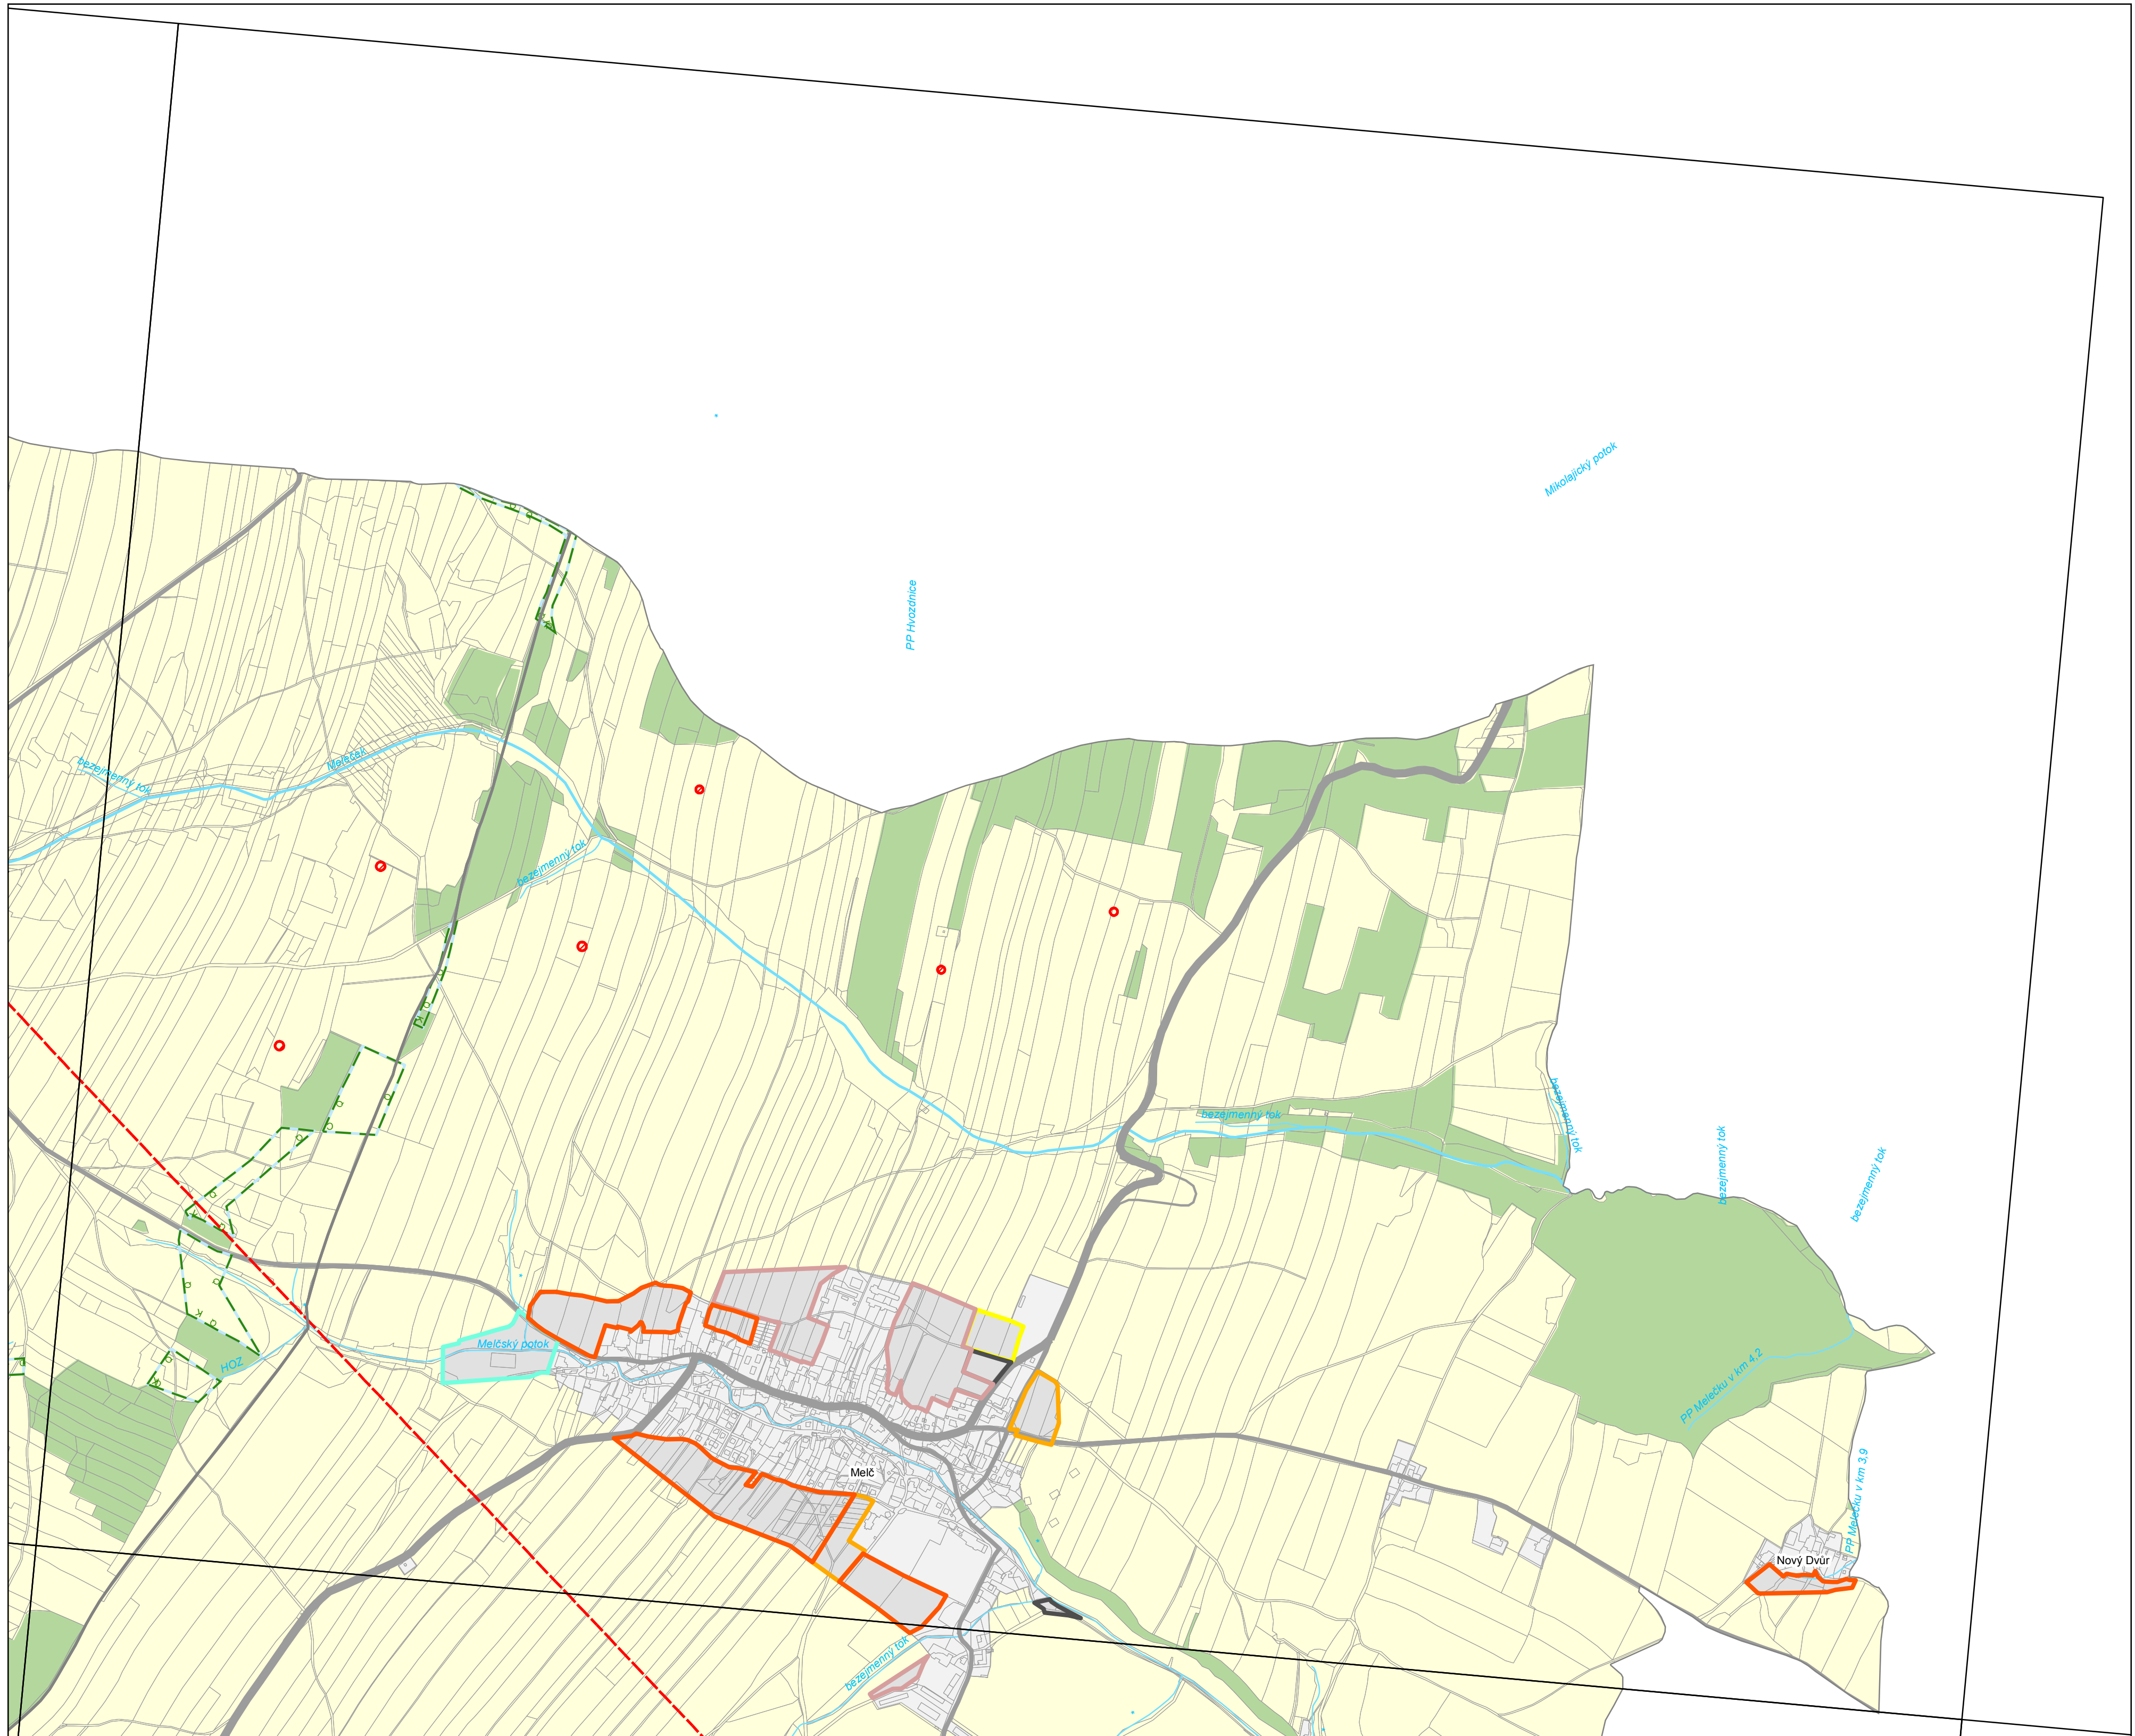 Mikolajický potok
PP Hvozdnice
Meleček
bezejmenný tok
bezejmenný tok
bezejmenný tok
bezejmenný tok
bezejmenný tok
bezejmenný tok
HOZ
Melčský potok
PP Melečku v km 4,2
PP Melečku v km 3,9
Melč
Nový Dvůr
bezejmenný tok